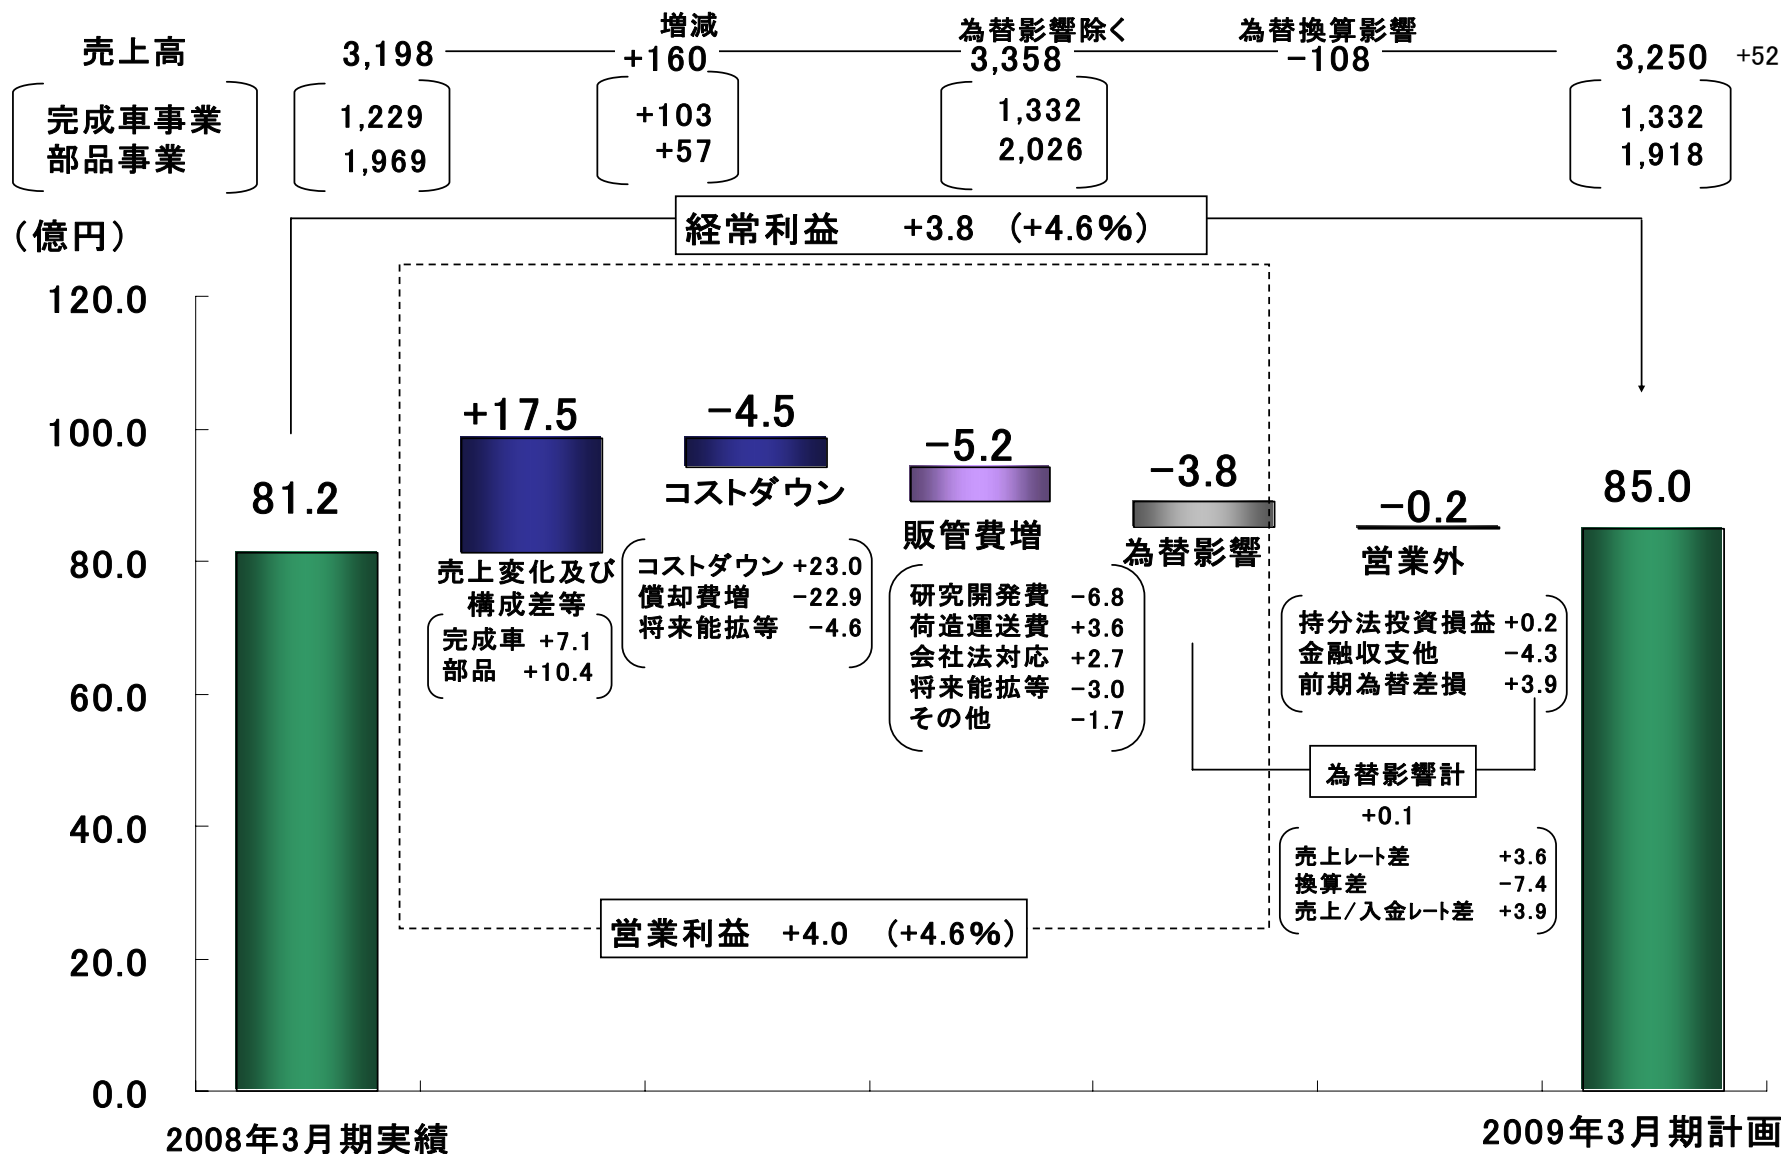 売上高 3,198 増減 +160 為替影響除く 3,358 為替換算影響 −108 3,250 +52
完成車事業 1,229 +103 1,332 1,332
部品事業 1,969 +57 2,026 1,918
経常利益 +3.8 (+4.6%)
(億円)
120.0
100.0
80.0
60.0
40.0
20.0
0.0
81.2
+17.5
売上変化及び
構成差等
完成車 +7.1
部品 +10.4
−4.5
コストダウン
コストダウン +23.0
償却費増 −22.9
将来能拡等 −4.6
−5.2
販管費増
研究開発費 −6.8
荷造運送費 +3.6
会社法対応 +2.7
将来能拡等 −3.0
その他 −1.7
−3.8
為替影響
−0.2
営業外
持分法投資損益 +0.2
金融収支他 −4.3
前期為替差損 +3.9
為替影響計
+0.1
売上ﾚｰﾄ差 +3.6
換算差 −7.4
売上/入金ﾚｰﾄ差 +3.9
85.0
営業利益 +4.0 (+4.6%)
2008年3月期実績
2009年3月期計画